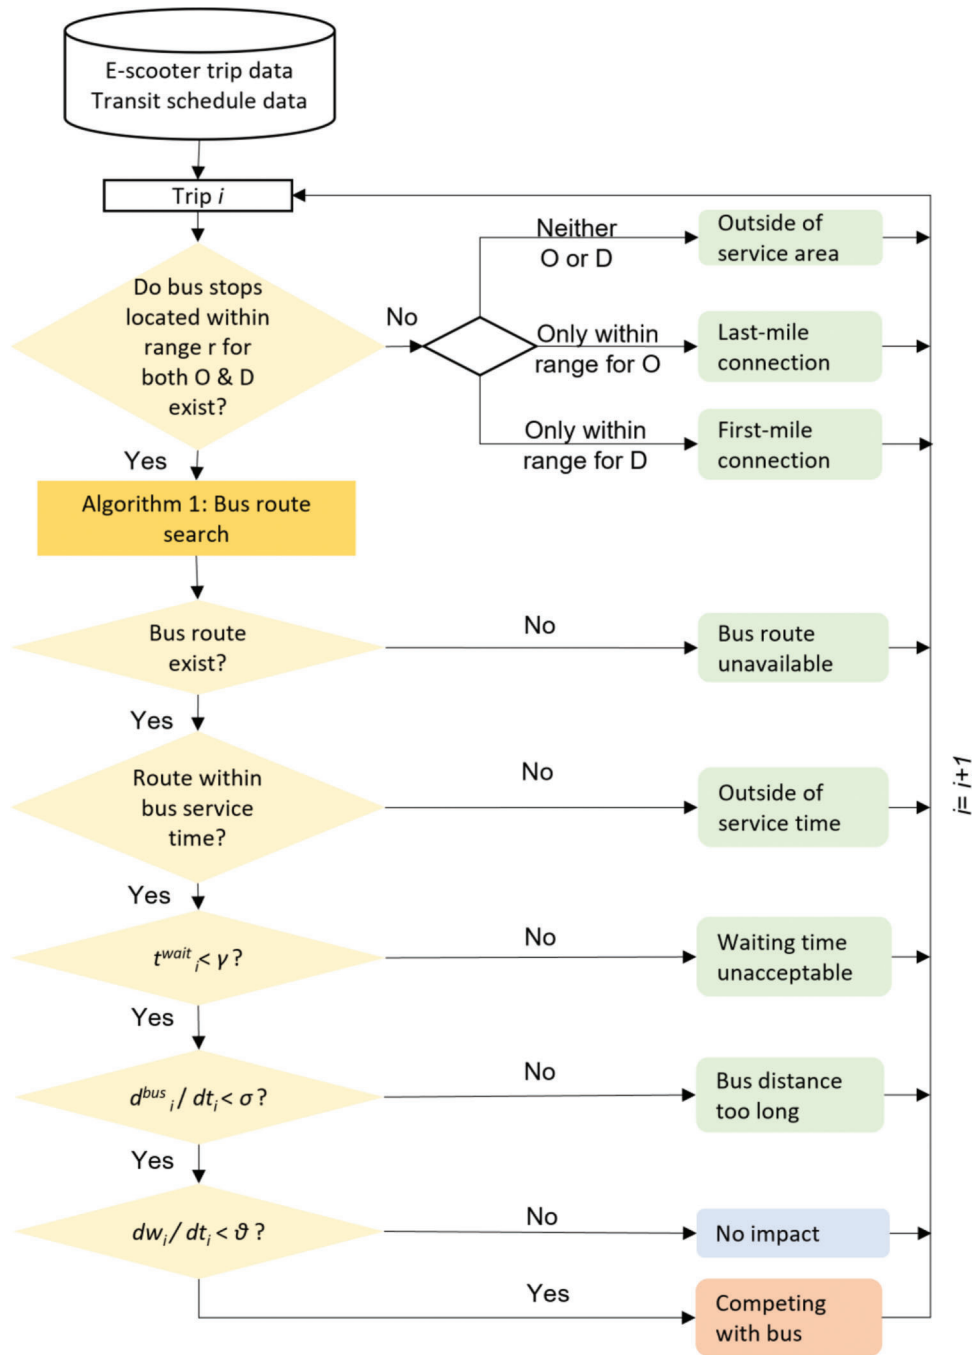 E-scooter trip data
Transit schedule data
Trip i
Do bus stops
located within
range r for
both O & D
exist?
No
Neither
O or D
Outside of
service area
Only within
range for O
Last-mile
connection
Only within
range for D
First-mile
connection
Yes
Algorithm 1: Bus route
search
Bus route
exist?
No
Bus route
unavailable
Yes
Route within
bus service
time?
No
Outside of
service time
i= i+1
Yes
t^wait_i < γ ?
No
Waiting time
unacceptable
Yes
d^bus_i / dt_i < σ ?
No
Bus distance
too long
Yes
dw_i / dt_i < ϑ ?
No
No impact
Yes
Competing
with bus